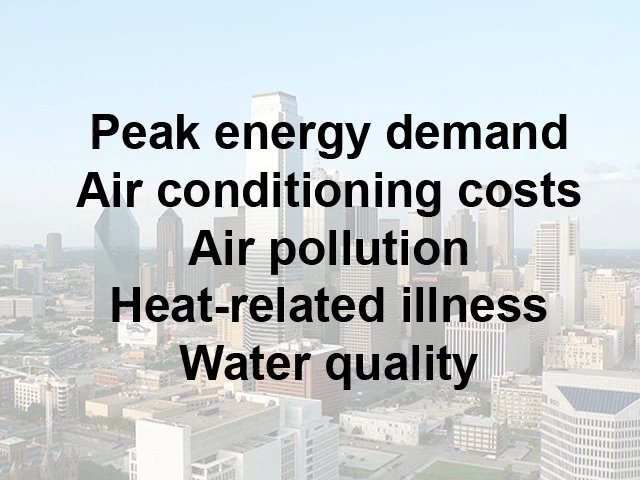 Peak energy demand
Air conditioning costs
Air pollution
Heat-related illness
Water quality